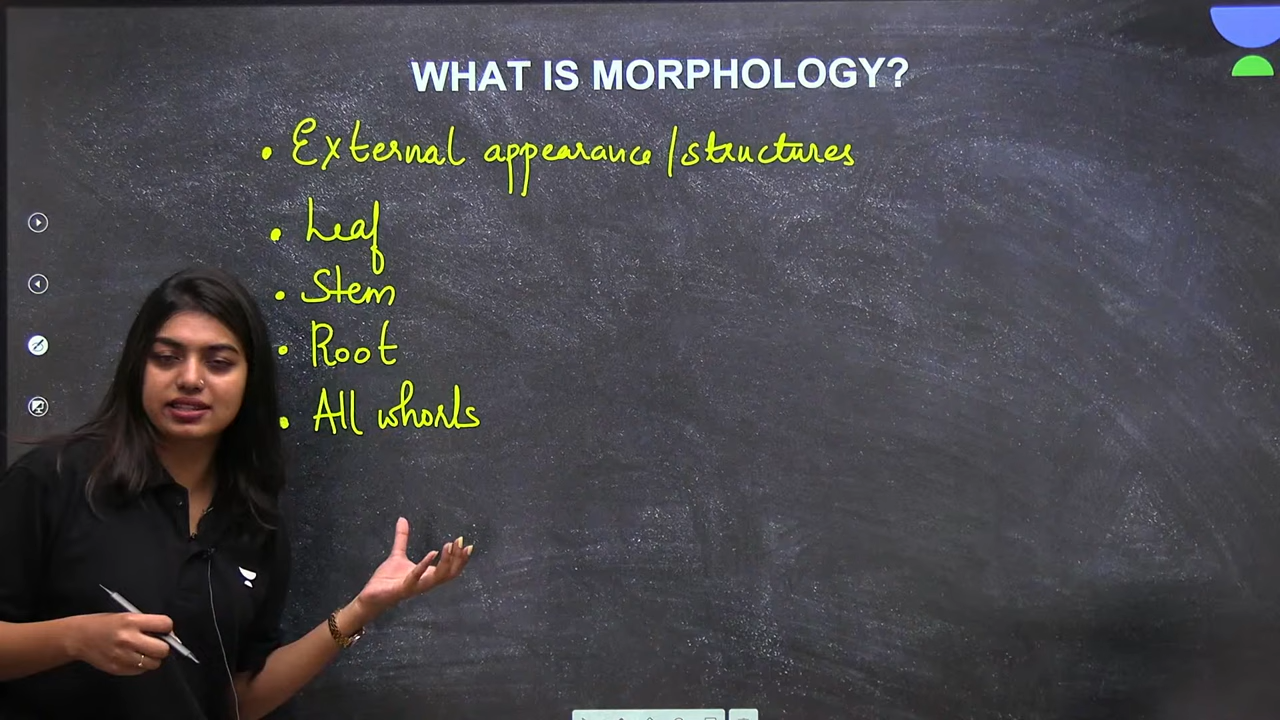 WHAT IS MORPHOLOGY?
• External appearance/structures
• Leaf
• Stem
• Root
• All whorls